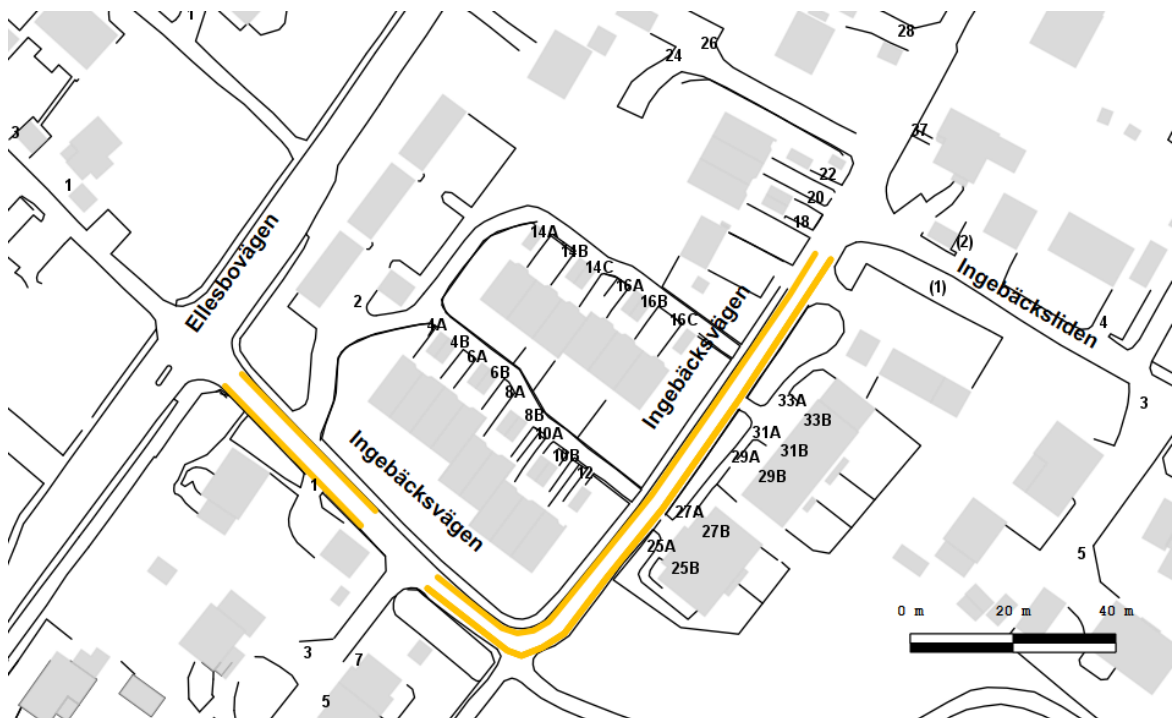 1
28
26
24
3
37
1
22
20
18
Ellesbovägen
14A
14B
14C
16A
16B
16C
(2)
Ingebäcksliden
(1)
2
4
4A
4B
6A
6B
8A
8B
10A
10B
12
Ingebäcksvägen
3
33A
33B
31A
31B
29A
29B
Ingebäcksvägen
1
27A
27B
25A
25B
5
0 m
20 m
40 m
3
7
5